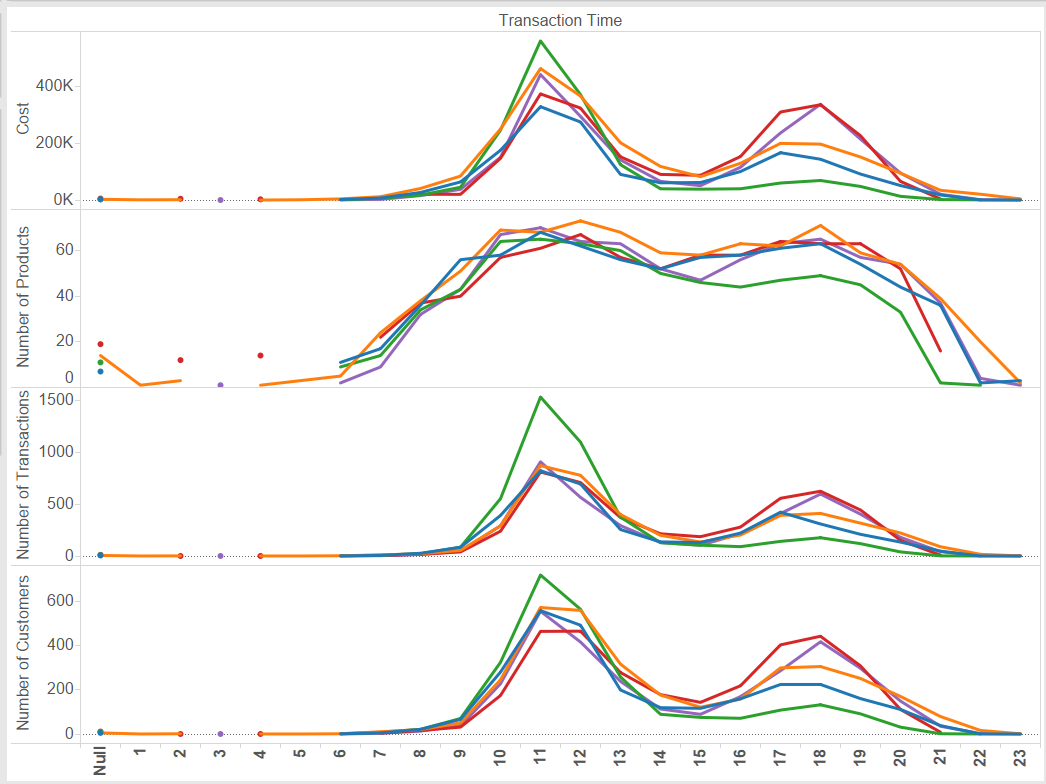 Transaction Time
Cost
400K
200K
0K
Number of Products
60
40
20
0
Number of Transactions
1500
1000
500
0
Number of Customers
600
400
200
0
Null 1 2 3 4 5 6 7 8 9 10 11 12 13 14 15 16 17 18 19 20 21 22 23